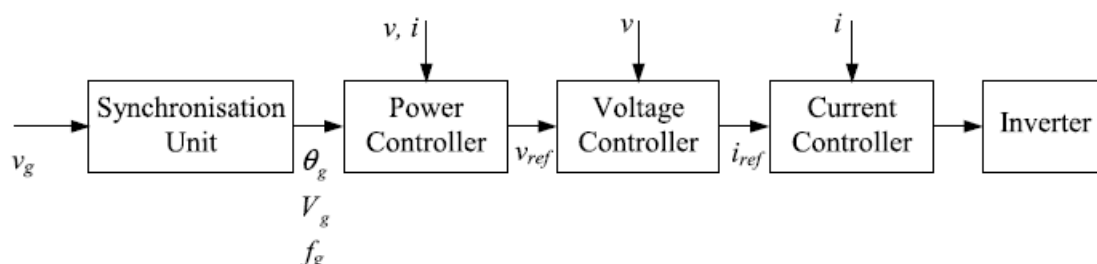 v, i
v
i
Synchronisation
Unit
Power
Controller
Voltage
Controller
Current
Controller
Inverter
v_g
θ_g
V_g
f_g
v_ref
i_ref